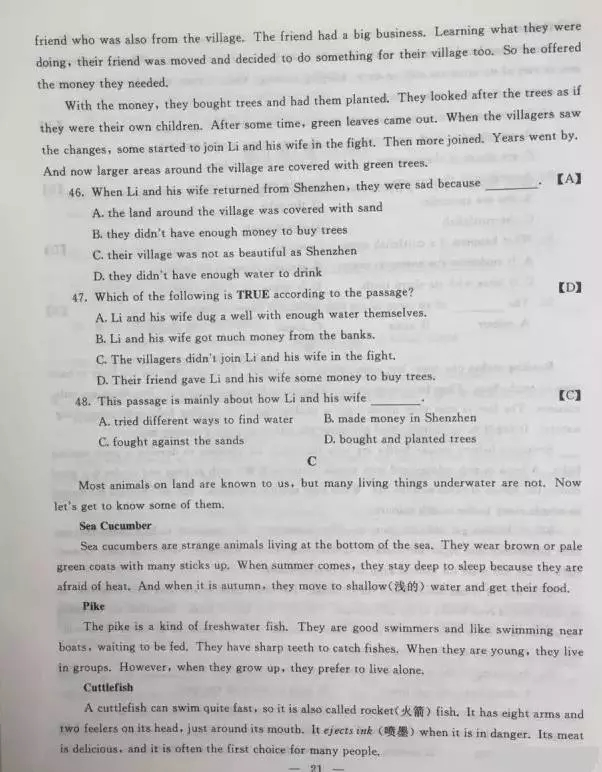 friend who was also from the village. The friend had a big business. Learning what they were
doing, their friend was moved and decided to do something for their village too. So he offered
the money they needed.
With the money, they bought trees and had them planted. They looked after the trees as if
they were their own children. After some time, green leaves came out. When the villagers saw
the changes, some started to join Li and his wife in the fight. Then more joined. Years went by.
And now larger areas around the village are covered with green trees.
46. When Li and his wife returned from Shenzhen, they were sad because ______. 【A】
A. the land around the village was covered with sand
B. they didn't have enough money to buy trees
C. their village was not as beautiful as Shenzhen
D. they didn't have enough water to drink
47. Which of the following is TRUE according to the passage? 【D】
A. Li and his wife dug a well with enough water themselves.
B. Li and his wife got much money from the banks.
C. The villagers didn't join Li and his wife in the fight.
D. Their friend gave Li and his wife some money to buy trees.
48. This passage is mainly about how Li and his wife ______. 【C】
A. tried different ways to find water B. made money in Shenzhen
C. fought against the sands D. bought and planted trees
C
Most animals on land are known to us, but many living things underwater are not. Now
let's get to know some of them.
Sea Cucumber
Sea cucumbers are strange animals living at the bottom of the sea. They wear brown or pale
green coats with many sticks up. When summer comes, they stay deep to sleep because they are
afraid of heat. And when it is autumn, they move to shallow(浅的) water and get their food.
Pike
The pike is a kind of freshwater fish. They are good swimmers and like swimming near
boats, waiting to be fed. They have sharp teeth to catch fishes. When they are young, they live
in groups. However, when they grow up, they prefer to live alone.
Cuttlefish
A cuttlefish can swim quite fast, so it is also called rocket(火箭) fish. It has eight arms and
two feelers on its head, just around its mouth. It ejects ink (喷墨) when it is in danger. Its meat
is delicious, and it is often the first choice for many people.
— 21 —